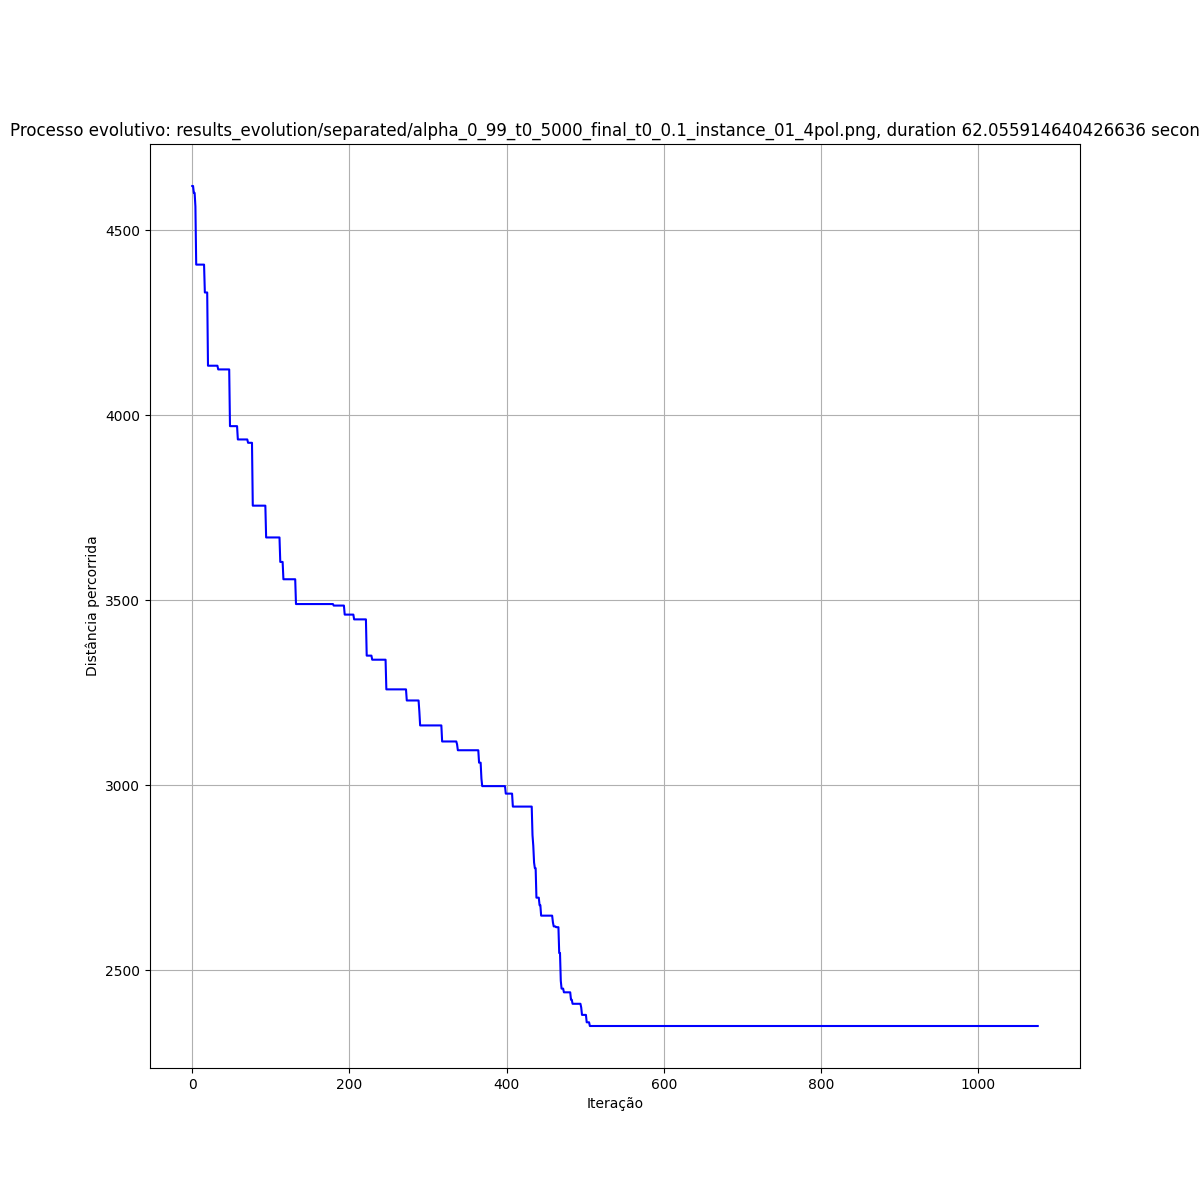 Processo evolutivo: results_evolution/separated/alpha_0_99_t0_5000_final_t0_0.1_instance_01_4pol.png, duration 62.055914640426636 secon
4500
4000
3500
3000
2500
Distância percorrida
0 200 400 600 800 1000
Iteração